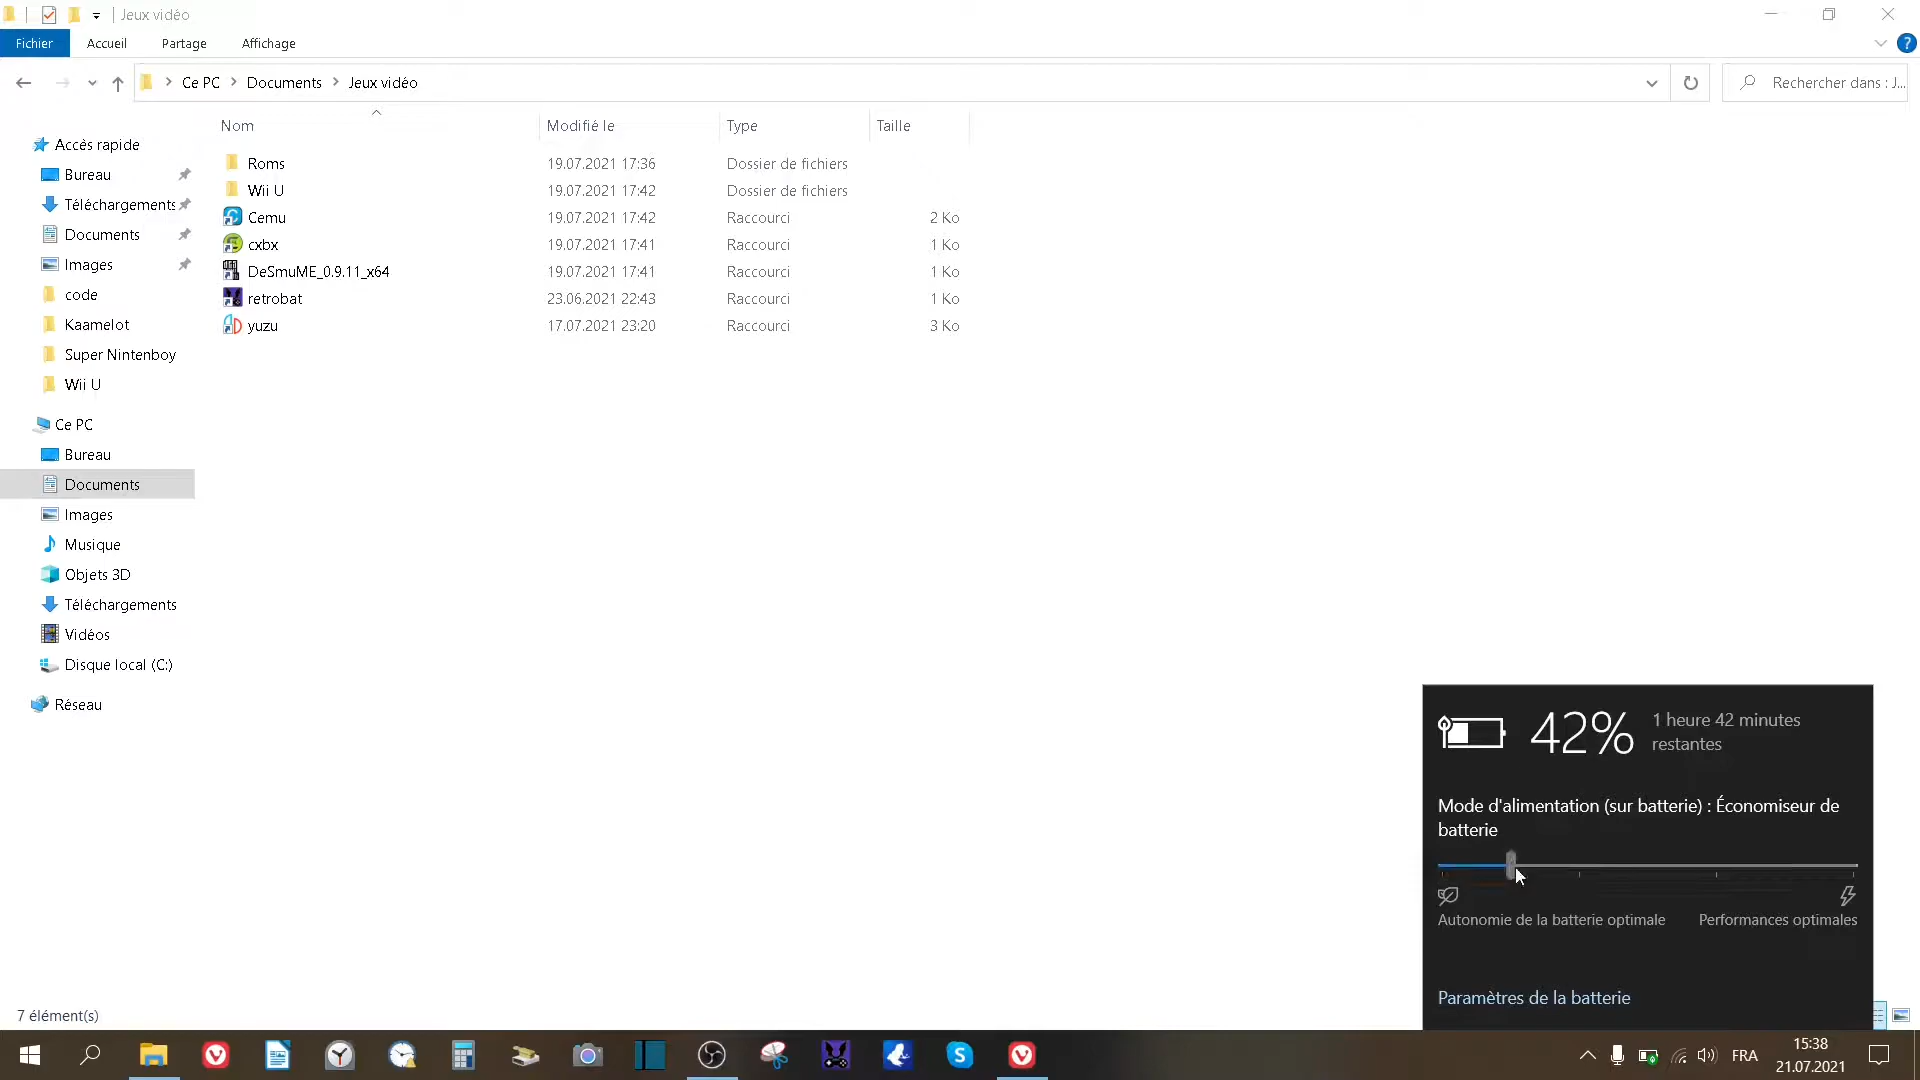 Jeux vidéo
Fichier
Accueil
Partage
Affichage
?
Ce PC
Documents
Jeux vidéo
Rechercher dans : J...
Nom
Modifié le
Type
Taille
Roms
19.07.2021 17:36
Dossier de fichiers
Wii U
19.07.2021 17:42
Dossier de fichiers
Cemu
19.07.2021 17:42
Raccourci
2 Ko
cxbx
19.07.2021 17:41
Raccourci
1 Ko
DeSmuME_0.9.11_x64
19.07.2021 17:41
Raccourci
1 Ko
retrobat
23.06.2021 22:43
Raccourci
1 Ko
yuzu
17.07.2021 23:20
Raccourci
3 Ko
Accès rapide
Bureau
Téléchargements
Documents
Images
code
Kaamelot
Super Nintenboy
Wii U
Ce PC
Bureau
Documents
Images
Musique
Objets 3D
Téléchargements
Vidéos
Disque local (C:)
Réseau
42%
1 heure 42 minutes
restantes
Mode d'alimentation (sur batterie) : Économiseur de
batterie
Autonomie de la batterie optimale
Performances optimales
Paramètres de la batterie
7 élément(s)
FRA
15:38
21.07.2021